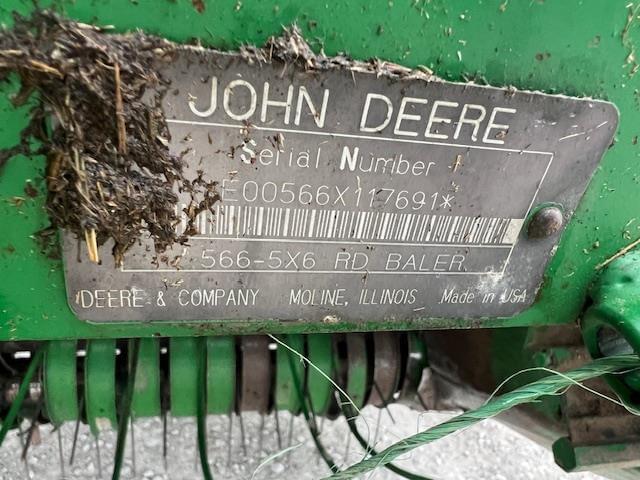 JOHN DEERE
Serial Number
E00566X117691*
566-5X6 RD BALER
DEERE & COMPANY MOLINE, ILLINOIS Made in USA